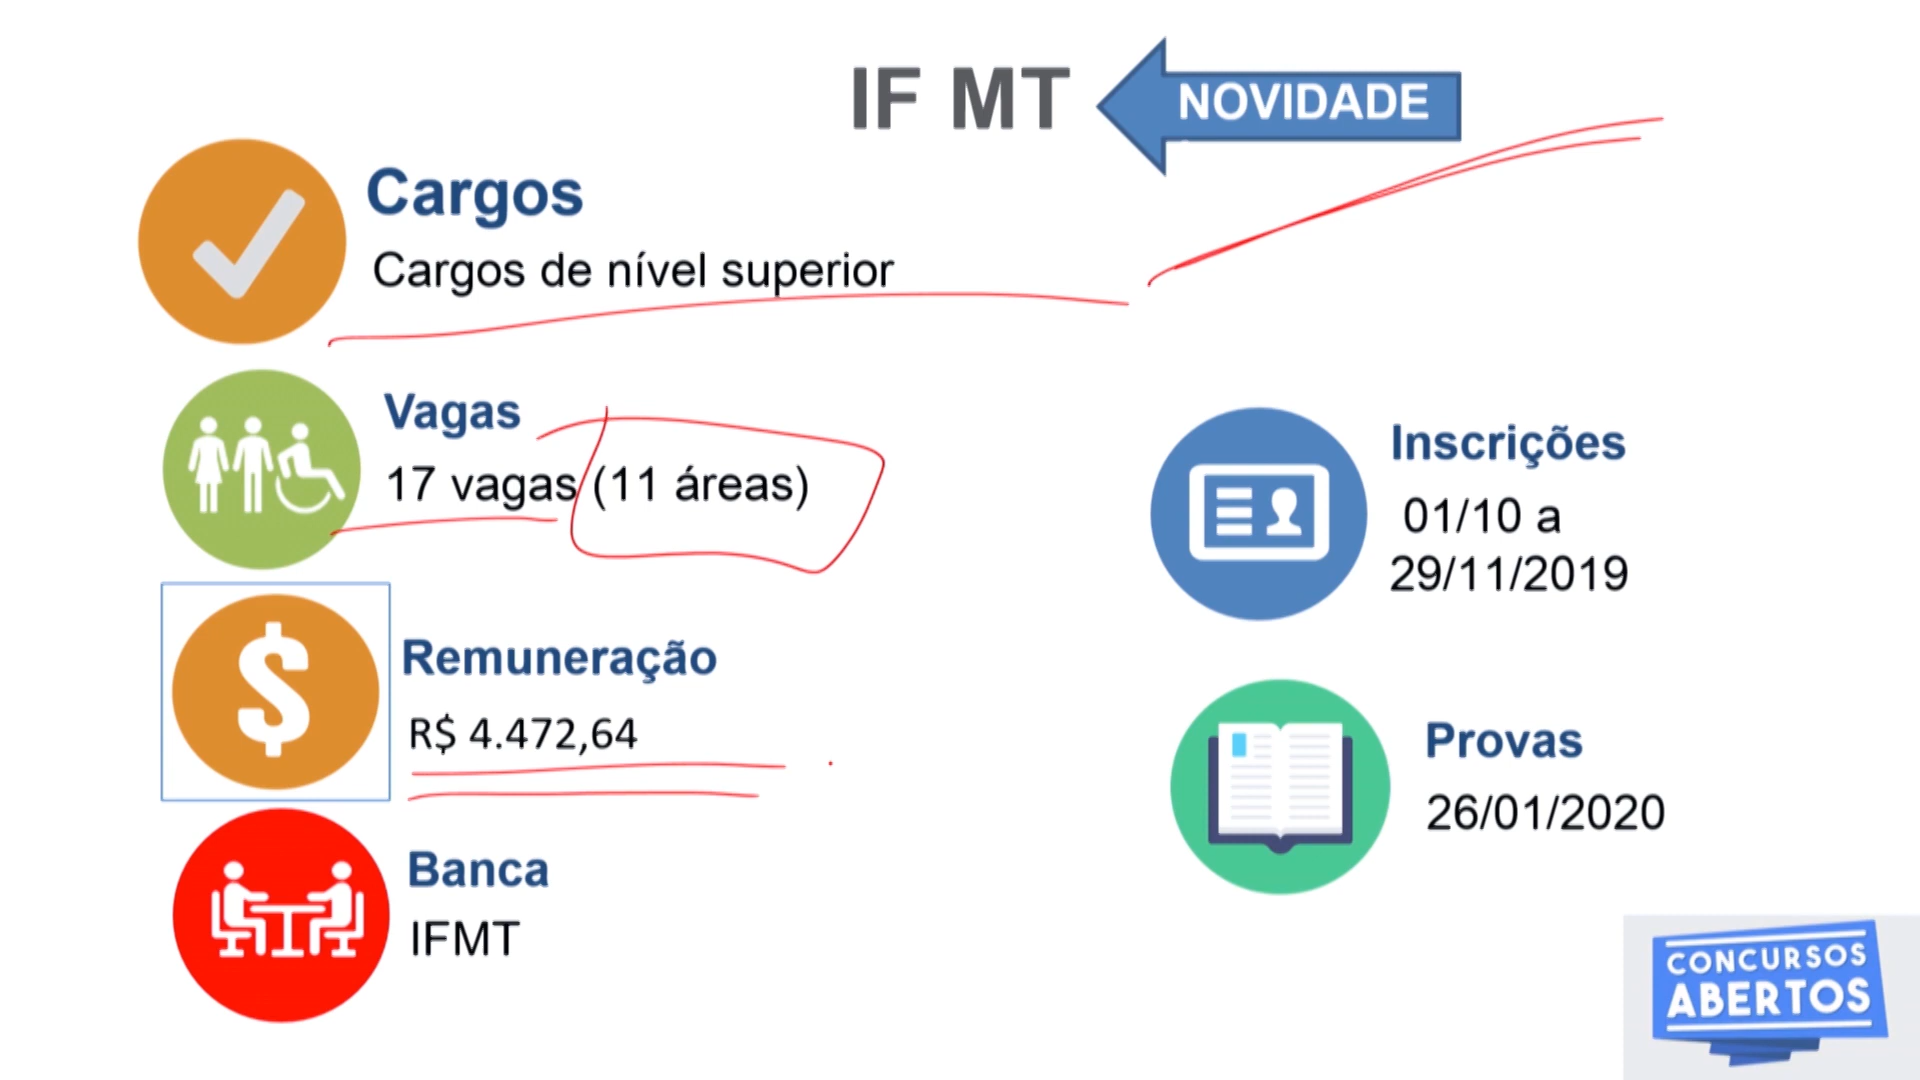 IF MT
NOVIDADE
Cargos
Cargos de nível superior
Vagas
17 vagas (11 áreas)
Remuneração
R$ 4.472,64
Banca
IFMT
Inscrições
01/10 a
29/11/2019
Provas
26/01/2020
CONCURSOS
ABERTOS